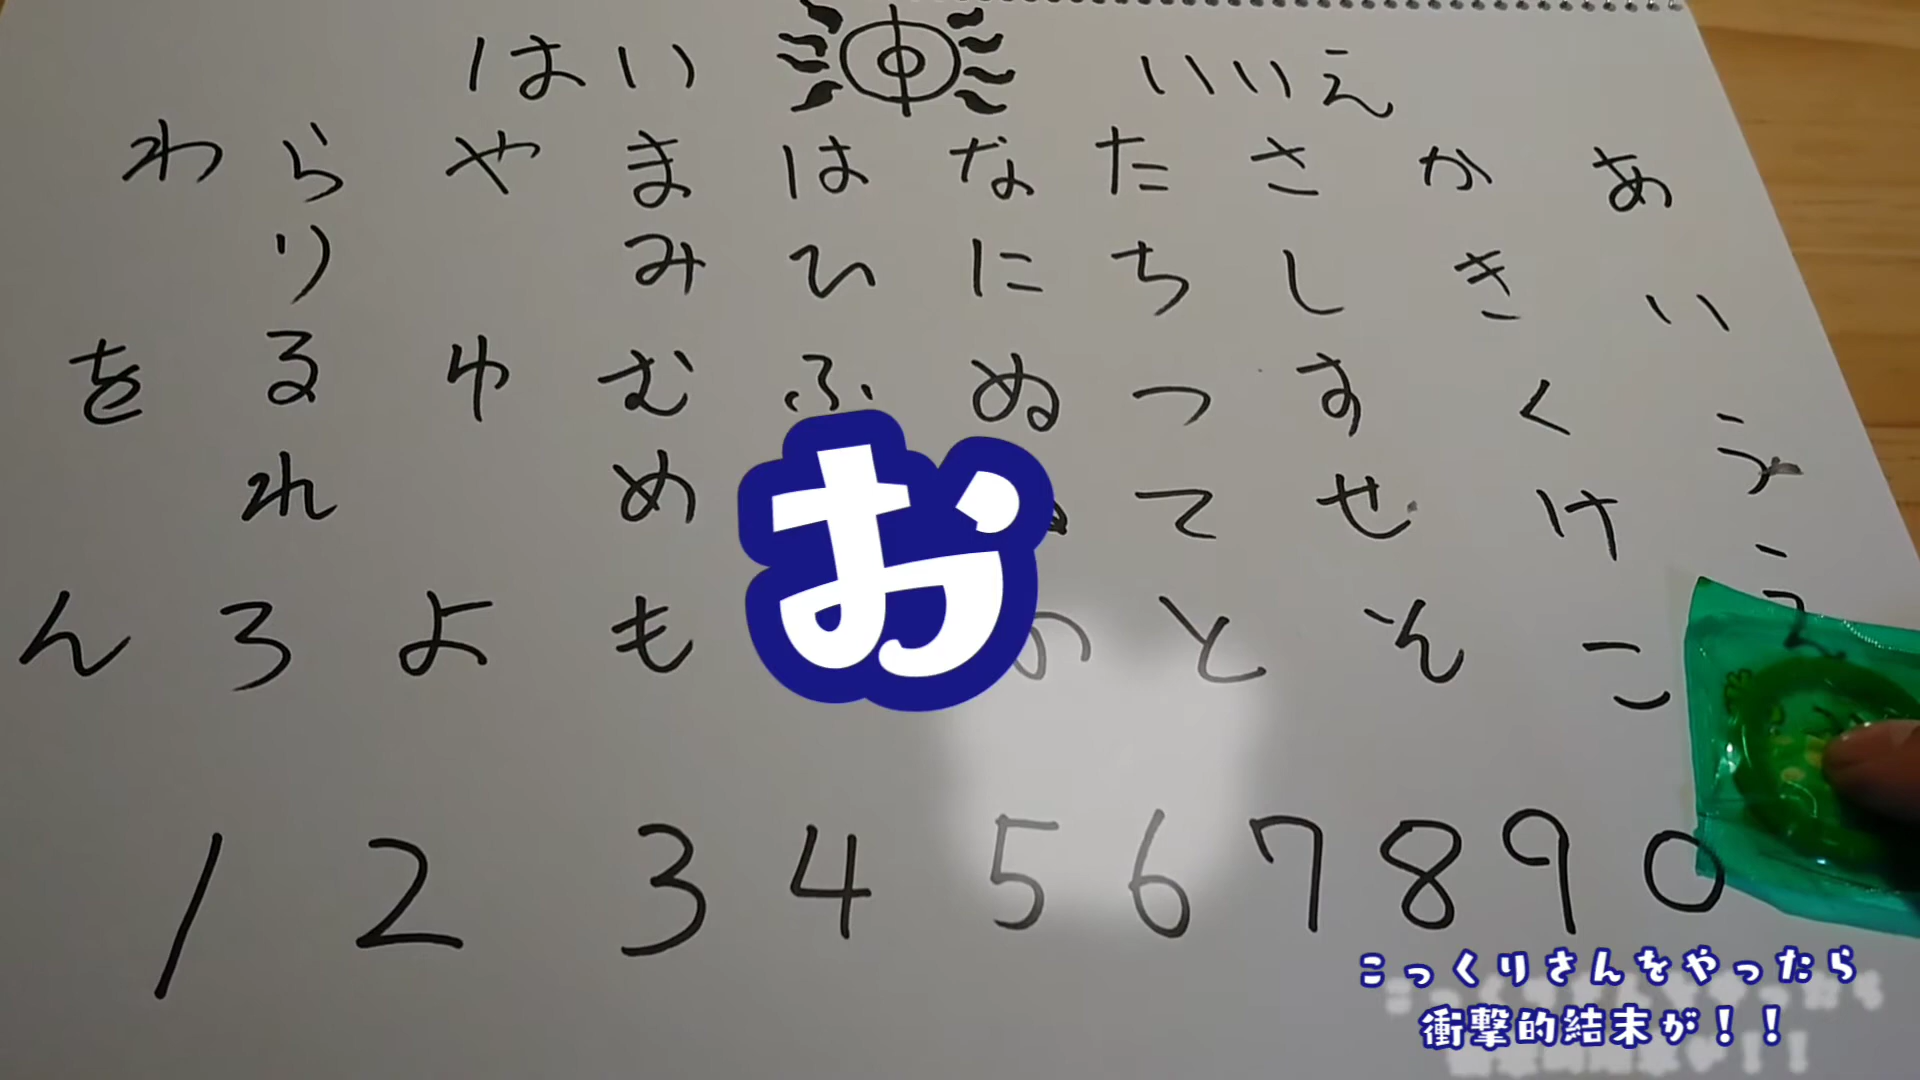 はい 中 いいえ
わ ら や ま は な た さ か あ
り み ひ に ち し き い
を る ゆ む ふ ぬ つ す く う
れ め て せ け え
ん ろ よ も の と そ こ
お
1 2 3 4 5 6 7 8 9 0
こっくりさんをやったら
衝撃的結末が！！